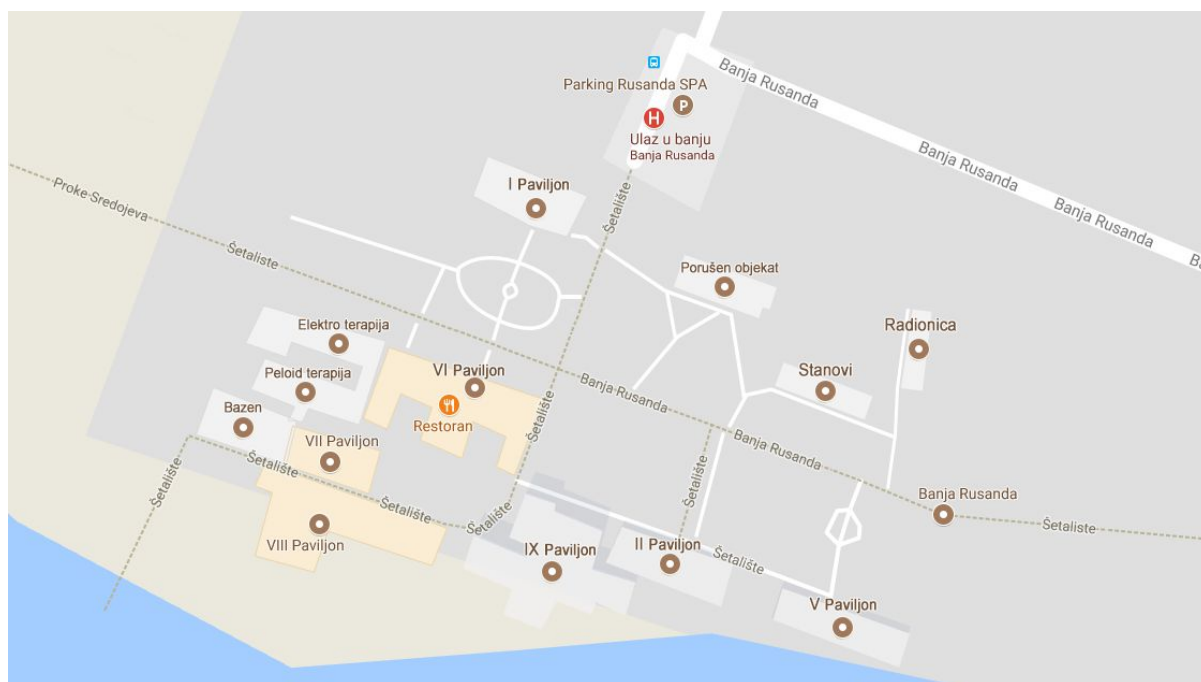 Banja Rusanda
Parking Rusanda SPA
P
H
Ulaz u banju
Banja Rusanda
Banja Rusanda
Banja Rusanda
Ba
I Paviljon
Šetalište
Proke Sredojeva
Šetaliste
Porušen objekat
Elektro terapija
Radionica
Peloid terapija
VI Paviljon
Stanovi
Restoran
Banja Rusanda
Šetalište
Bazen
VII Paviljon
Banja Rusanda
Šetalište
Šetalište
Šetalište
Šetalište
Banja Rusanda
Š
Šetalište
Šetaliste
VIII Paviljon
IX Paviljon
II Paviljon
Šetalište
V Paviljon